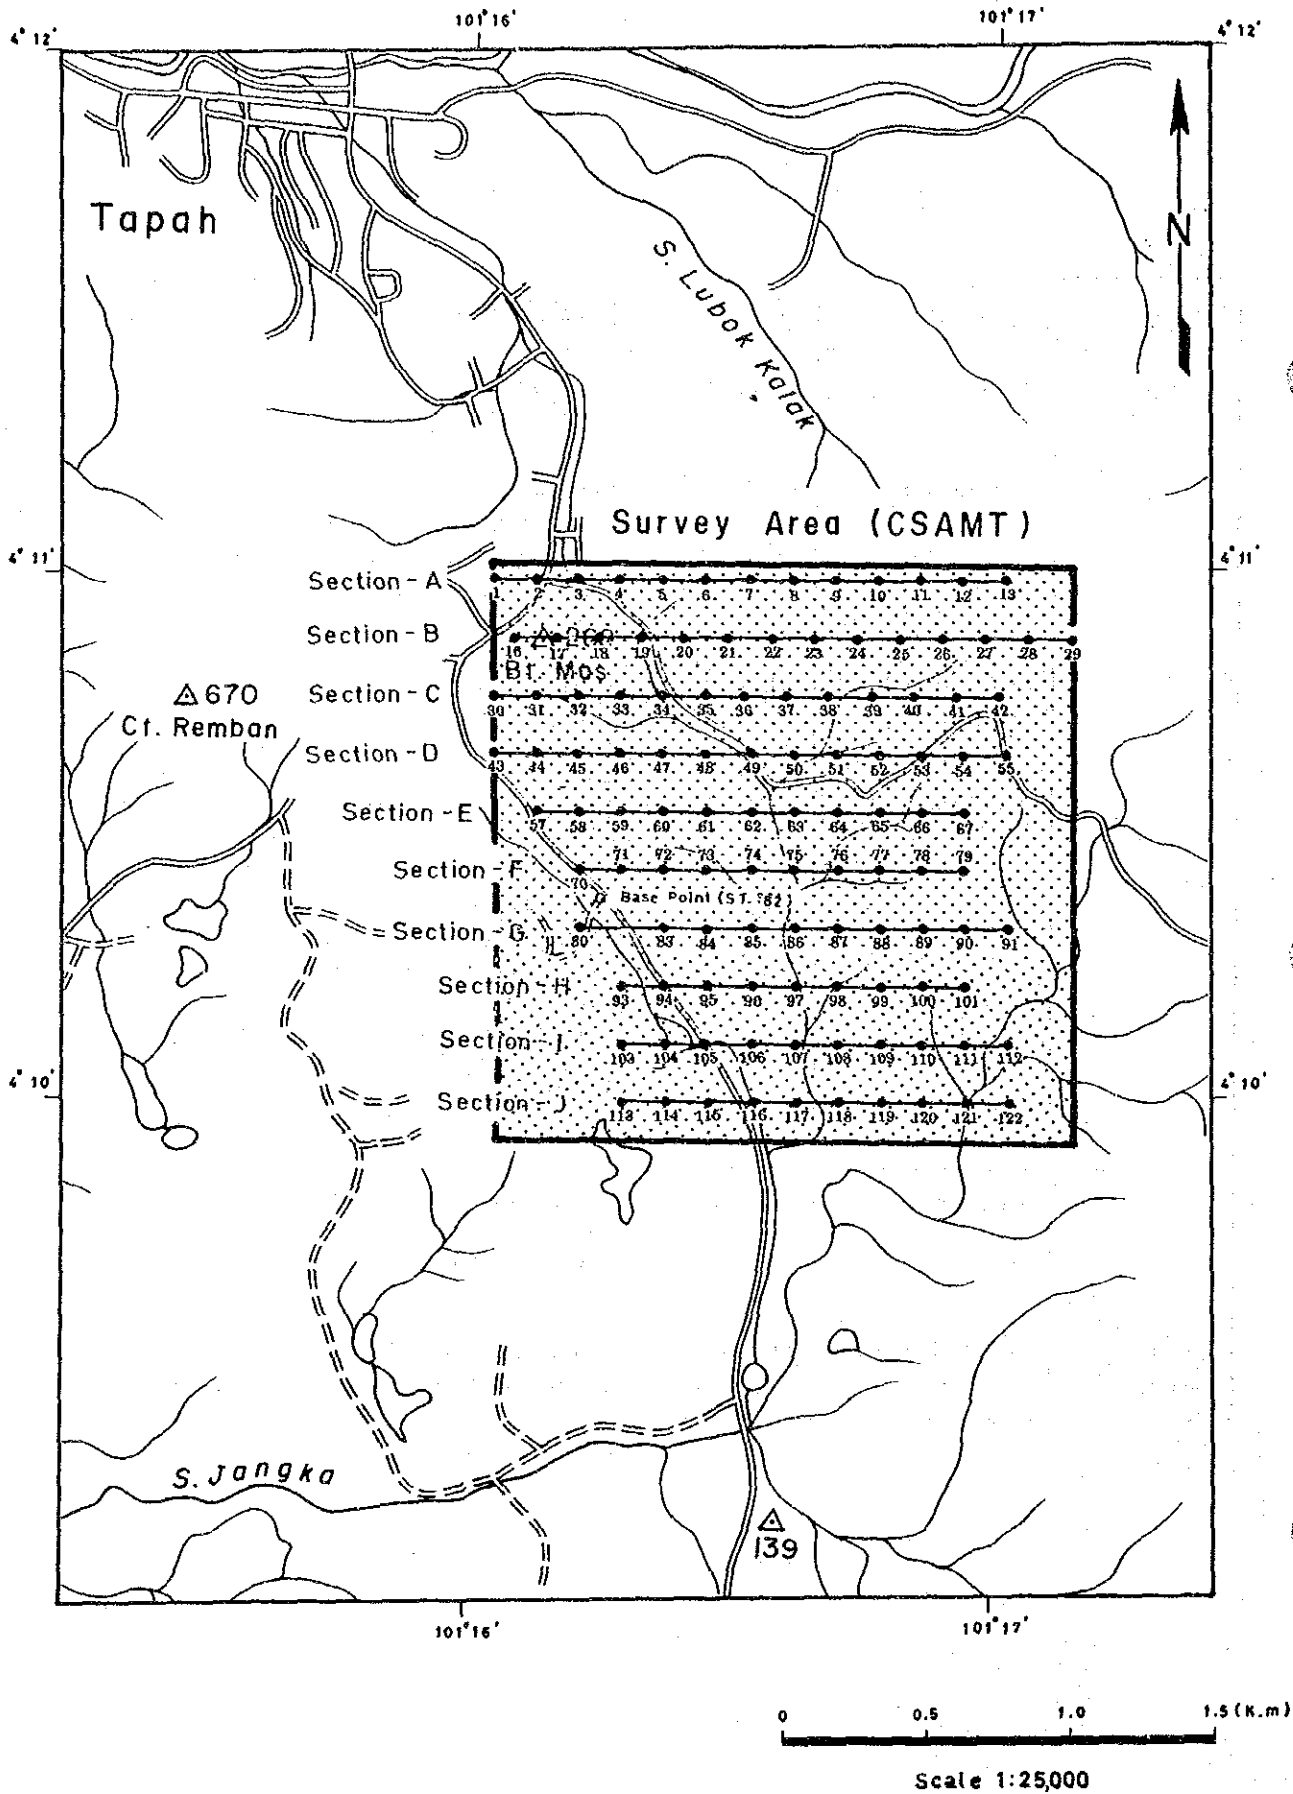 101°16' 101°17'
4°12' 4°12'
Tapah
N
S. Lubok Kalak
Survey Area (CSAMT)
4°11' 4°11'
Section-A
1 2 3 4 5 6 7 8 9 10 11 12 13
Section-B
16 17 18 19 20 21 22 23 24 25 26 27 28 29
Bt. Mos
Section-C
30 31 32 33 34 35 36 37 38 39 40 41 42
670
Ct. Remban
Section-D
43 44 45 46 47 48 49 50 51 52 53 54 55
Section-E
57 58 59 60 61 62 63 64 65 66 67
Section-F
70 71 72 73 74 75 76 77 78 79
Base Point (ST. 82)
Section-G
80 83 84 85 86 87 88 89 90 91
Section-H
93 94 95 96 97 98 99 100 101
Section-I
103 104 105 106 107 108 109 110 111 112
4°10' 4°10'
Section-J
113 114 115 116 117 118 119 120 121 122
S. Jangka
139
101°16' 101°17'
0 0.5 1.0 1.5 (K.m)
Scale 1:25,000